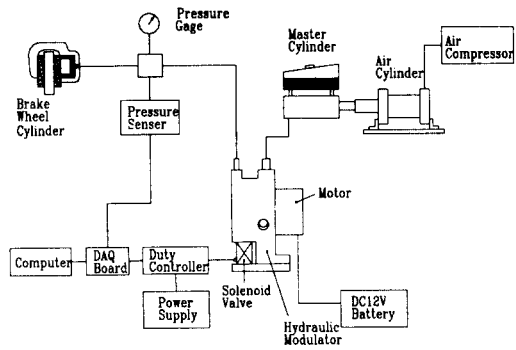 Pressure
Gage
Master
Cylinder
Air
Compressor
Air
Cylinder
Brake
Wheel
Cylinder
Pressure
Senser
Motor
Computer
DAQ
Board
Duty
Controller
Solenoid
Valve
Power
Supply
DC12V
Battery
Hydraulic
Modulator